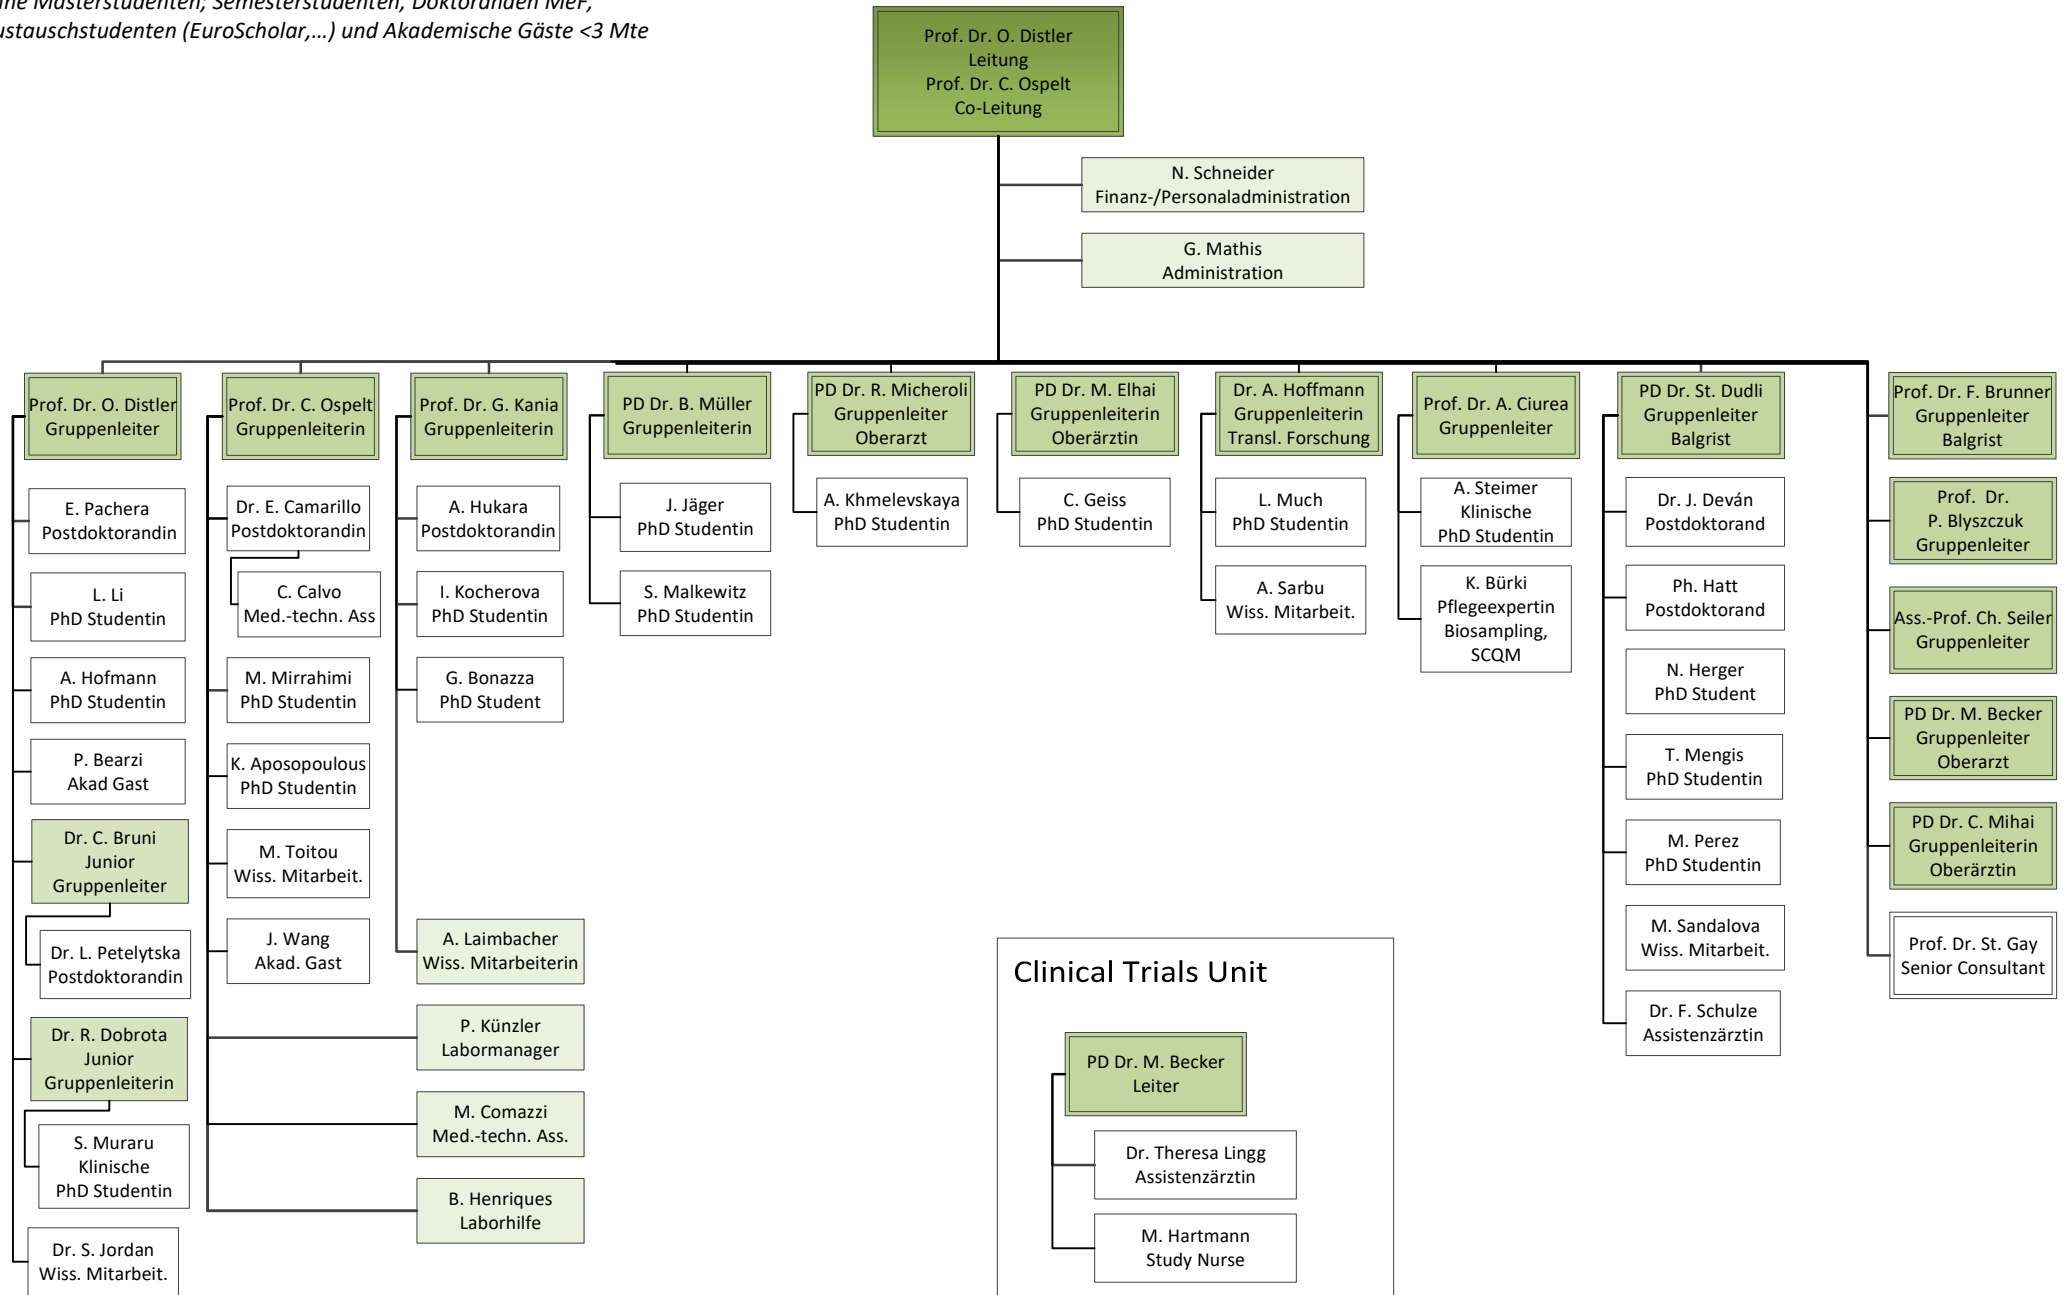 Masterstudenten; Semesterstudenten, Doktoranden MeF,
(EuroScholar,…) und Akademische Gäste <3 Mte
Prof. Dr. O. Distler
Leitung
Prof. Dr. C. Ospelt
Co-Leitung
N. Schneider
Finanz-/Personaladministration
G. Mathis
Administration
Prof. Dr. O. Distler
Gruppenleiter
E. Pachera
Postdoktorandin
L. Li
PhD Studentin
A. Hofmann
PhD Studentin
P. Bearzi
Akad Gast
Dr. C. Bruni
Junior
Gruppenleiter
Dr. L. Petelytska
Postdoktorandin
Dr. R. Dobrota
Junior
Gruppenleiterin
S. Muraru
Klinische
PhD Studentin
Dr. S. Jordan
Wiss. Mitarbeit.
Prof. Dr. C. Ospelt
Gruppenleiterin
Dr. E. Camarillo
Postdoktorandin
C. Calvo
Med.-techn. Ass
M. Mirrahimi
PhD Studentin
K. Aposopoulous
PhD Studentin
M. Toitou
Wiss. Mitarbeit.
J. Wang
Akad. Gast
Prof. Dr. G. Kania
Gruppenleiterin
A. Hukara
Postdoktorandin
I. Kocherova
PhD Studentin
G. Bonazza
PhD Student
A. Laimbacher
Wiss. Mitarbeiterin
P. Künzler
Labormanager
M. Comazzi
Med.-techn. Ass.
B. Henriques
Laborhilfe
PD Dr. B. Müller
Gruppenleiterin
J. Jäger
PhD Studentin
S. Malkewitz
PhD Studentin
PD Dr. R. Micheroli
Gruppenleiter
Oberarzt
A. Khmelevskaya
PhD Studentin
PD Dr. M. Elhai
Gruppenleiterin
Oberärztin
C. Geiss
PhD Studentin
Dr. A. Hoffmann
Gruppenleiterin
Transl. Forschung
L. Much
PhD Studentin
A. Sarbu
Wiss. Mitarbeit.
Prof. Dr. A. Ciurea
Gruppenleiter
A. Steimer
Klinische
PhD Studentin
K. Bürki
Pflegeexpertin
Biosampling,
SCQM
PD Dr. St. Dudli
Gruppenleiter
Balgrist
Dr. J. Deván
Postdoktorand
Ph. Hatt
Postdoktorand
N. Herger
PhD Student
T. Mengis
PhD Studentin
M. Perez
PhD Studentin
M. Sandalova
Wiss. Mitarbeit.
Dr. F. Schulze
Assistenzärztin
Prof. Dr. F. Brunner
Gruppenleiter
Balgrist
Prof. Dr.
P. Blyszczuk
Gruppenleiter
Ass.-Prof. Ch. Seiler
Gruppenleiter
PD Dr. M. Becker
Gruppenleiter
Oberarzt
PD Dr. C. Mihai
Gruppenleiterin
Oberärztin
Prof. Dr. St. Gay
Senior Consultant
Clinical Trials Unit
PD Dr. M. Becker
Leiter
Dr. Theresa Lingg
Assistenzärztin
M. Hartmann
Study Nurse